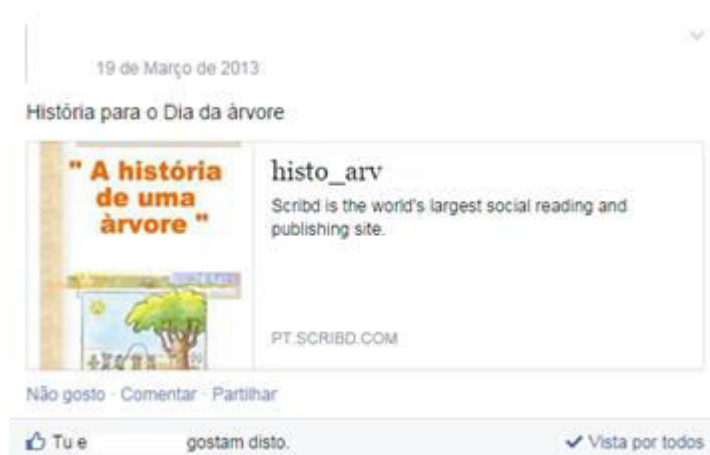 19 de Março de 2013
História para o Dia da àrvore
" A história
de uma
àrvore "
histo_arv
Scribd is the world's largest social reading and
publishing site.
PT.SCRIBD.COM
Não gosto · Comentar · Partilhar
Tu e gostam disto.
Vista por todos